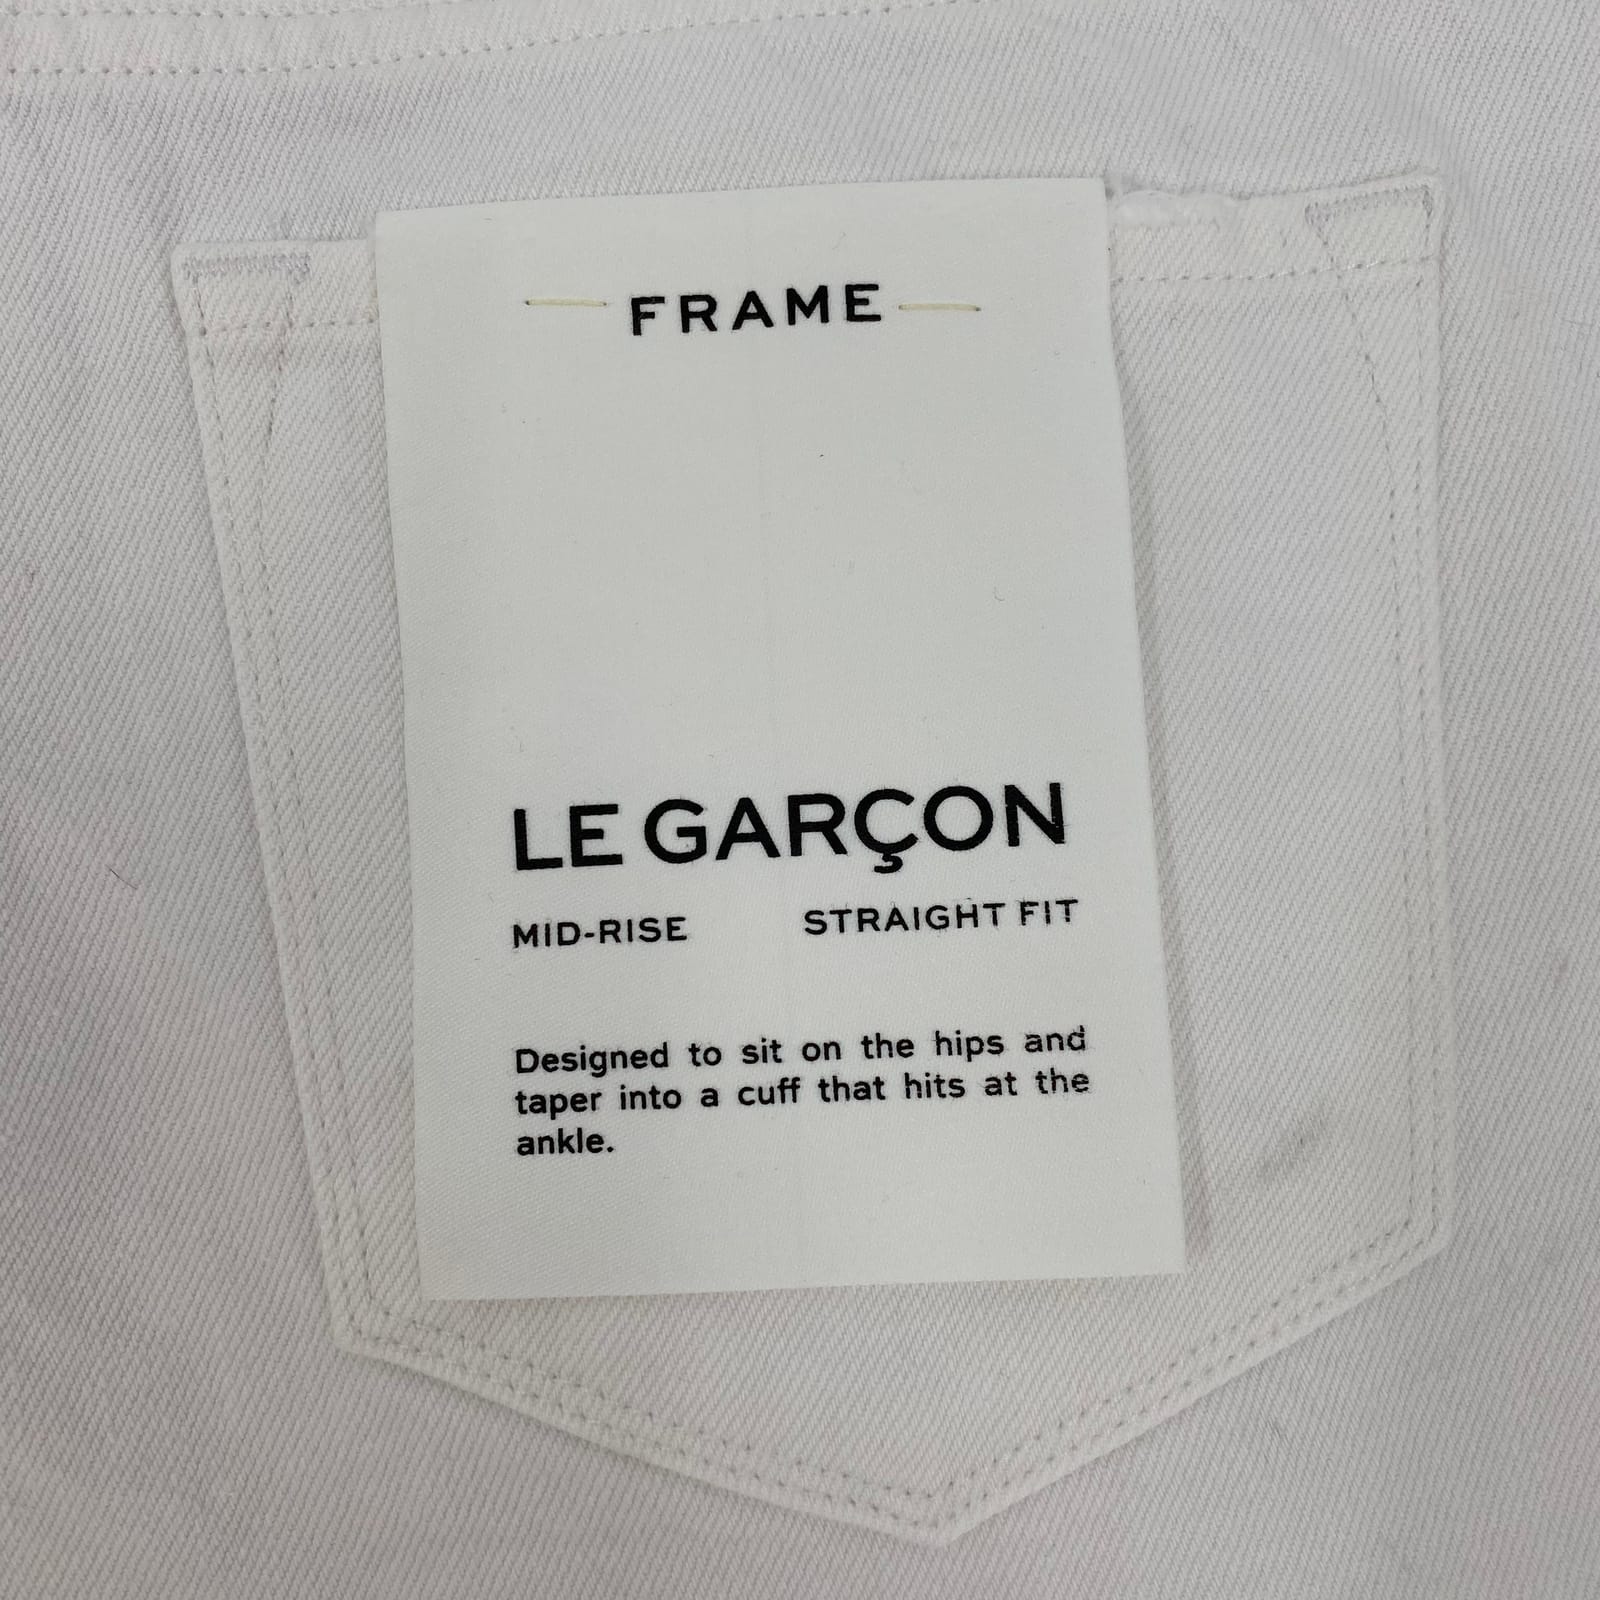 FRAME
LE GARÇON
MID-RISE STRAIGHT FIT
Designed to sit on the hips and
taper into a cuff that hits at the
ankle.